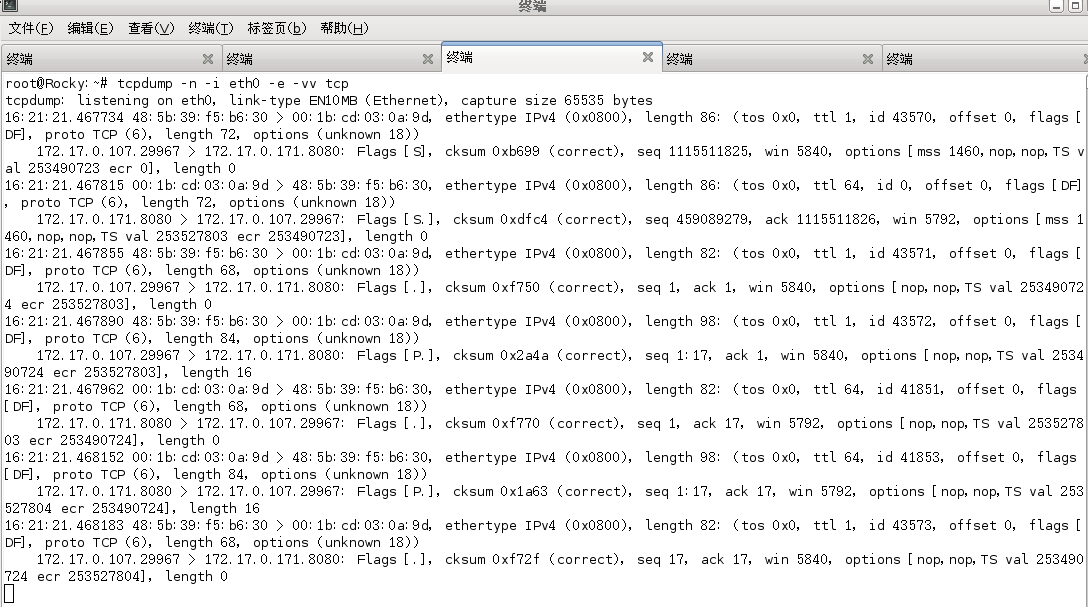 终端
文件(F) 编辑(E) 查看(V) 终端(T) 标签页(b) 帮助(H)
终端 终端 终端 终端 终端
root@Rocky:~# tcpdump -n -i eth0 -e -vv tcp
tcpdump: listening on eth0, link-type EN10MB (Ethernet), capture size 65535 bytes
16:21:21.467734 48:5b:39:f5:b6:30 > 00:1b:cd:03:0a:9d, ethertype IPv4 (0x0800), length 86: (tos 0x0, ttl 1, id 43570, offset 0, flags [
DF], proto TCP (6), length 72, options (unknown 18))
172.17.0.107.29967 > 172.17.0.171.8080: Flags [S], cksum 0xb699 (correct), seq 1115511825, win 5840, options [mss 1460,nop,nop,TS v
al 253490723 ecr 0], length 0
16:21:21.467815 00:1b:cd:03:0a:9d > 48:5b:39:f5:b6:30, ethertype IPv4 (0x0800), length 86: (tos 0x0, ttl 64, id 0, offset 0, flags [DF]
, proto TCP (6), length 72, options (unknown 18))
172.17.0.171.8080 > 172.17.0.107.29967: Flags [S.], cksum 0xdfc4 (correct), seq 459089279, ack 1115511826, win 5792, options [mss 1
460,nop,nop,TS val 253527803 ecr 253490723], length 0
16:21:21.467855 48:5b:39:f5:b6:30 > 00:1b:cd:03:0a:9d, ethertype IPv4 (0x0800), length 82: (tos 0x0, ttl 1, id 43571, offset 0, flags [
DF], proto TCP (6), length 68, options (unknown 18))
172.17.0.107.29967 > 172.17.0.171.8080: Flags [.], cksum 0xf750 (correct), seq 1, ack 1, win 5840, options [nop,nop,TS val 25349072
4 ecr 253527803], length 0
16:21:21.467890 48:5b:39:f5:b6:30 > 00:1b:cd:03:0a:9d, ethertype IPv4 (0x0800), length 98: (tos 0x0, ttl 1, id 43572, offset 0, flags [
DF], proto TCP (6), length 84, options (unknown 18))
172.17.0.107.29967 > 172.17.0.171.8080: Flags [P.], cksum 0x2a4a (correct), seq 1:17, ack 1, win 5840, options [nop,nop,TS val 2534
90724 ecr 253527803], length 16
16:21:21.467962 00:1b:cd:03:0a:9d > 48:5b:39:f5:b6:30, ethertype IPv4 (0x0800), length 82: (tos 0x0, ttl 64, id 41851, offset 0, flags
[DF], proto TCP (6), length 68, options (unknown 18))
172.17.0.171.8080 > 172.17.0.107.29967: Flags [.], cksum 0xf770 (correct), seq 1, ack 17, win 5792, options [nop,nop,TS val 2535278
03 ecr 253490724], length 0
16:21:21.468152 00:1b:cd:03:0a:9d > 48:5b:39:f5:b6:30, ethertype IPv4 (0x0800), length 98: (tos 0x0, ttl 64, id 41853, offset 0, flags
[DF], proto TCP (6), length 84, options (unknown 18))
172.17.0.171.8080 > 172.17.0.107.29967: Flags [P.], cksum 0x1a63 (correct), seq 1:17, ack 17, win 5792, options [nop,nop,TS val 253
527804 ecr 253490724], length 16
16:21:21.468183 48:5b:39:f5:b6:30 > 00:1b:cd:03:0a:9d, ethertype IPv4 (0x0800), length 82: (tos 0x0, ttl 1, id 43573, offset 0, flags [
DF], proto TCP (6), length 68, options (unknown 18))
172.17.0.107.29967 > 172.17.0.171.8080: Flags [.], cksum 0xf72f (correct), seq 17, ack 17, win 5840, options [nop,nop,TS val 253490
724 ecr 253527804], length 0